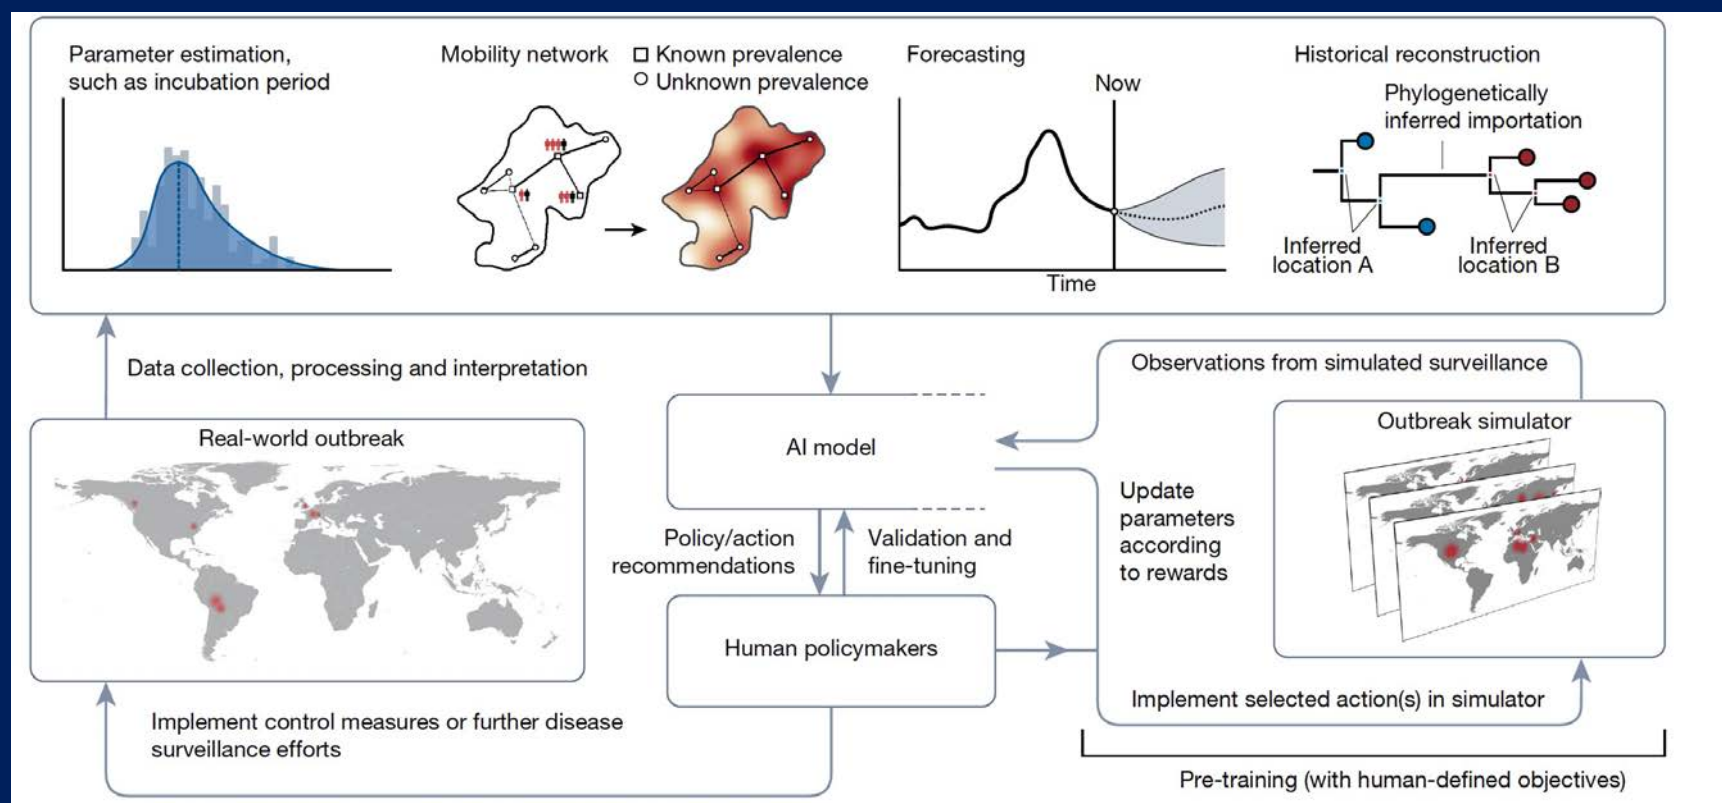 Parameter estimation,
such as incubation period
Mobility network
Known prevalence
Unknown prevalence
Forecasting
Now
Time
Historical reconstruction
Phylogenetically
inferred importation
Inferred
location A
Inferred
location B
Data collection, processing and interpretation
Observations from simulated surveillance
Real-world outbreak
AI model
Outbreak simulator
Policy/action
recommendations
Validation and
fine-tuning
Update
parameters
according
to rewards
Human policymakers
Implement selected action(s) in simulator
Implement control measures or further disease
surveillance efforts
Pre-training (with human-defined objectives)